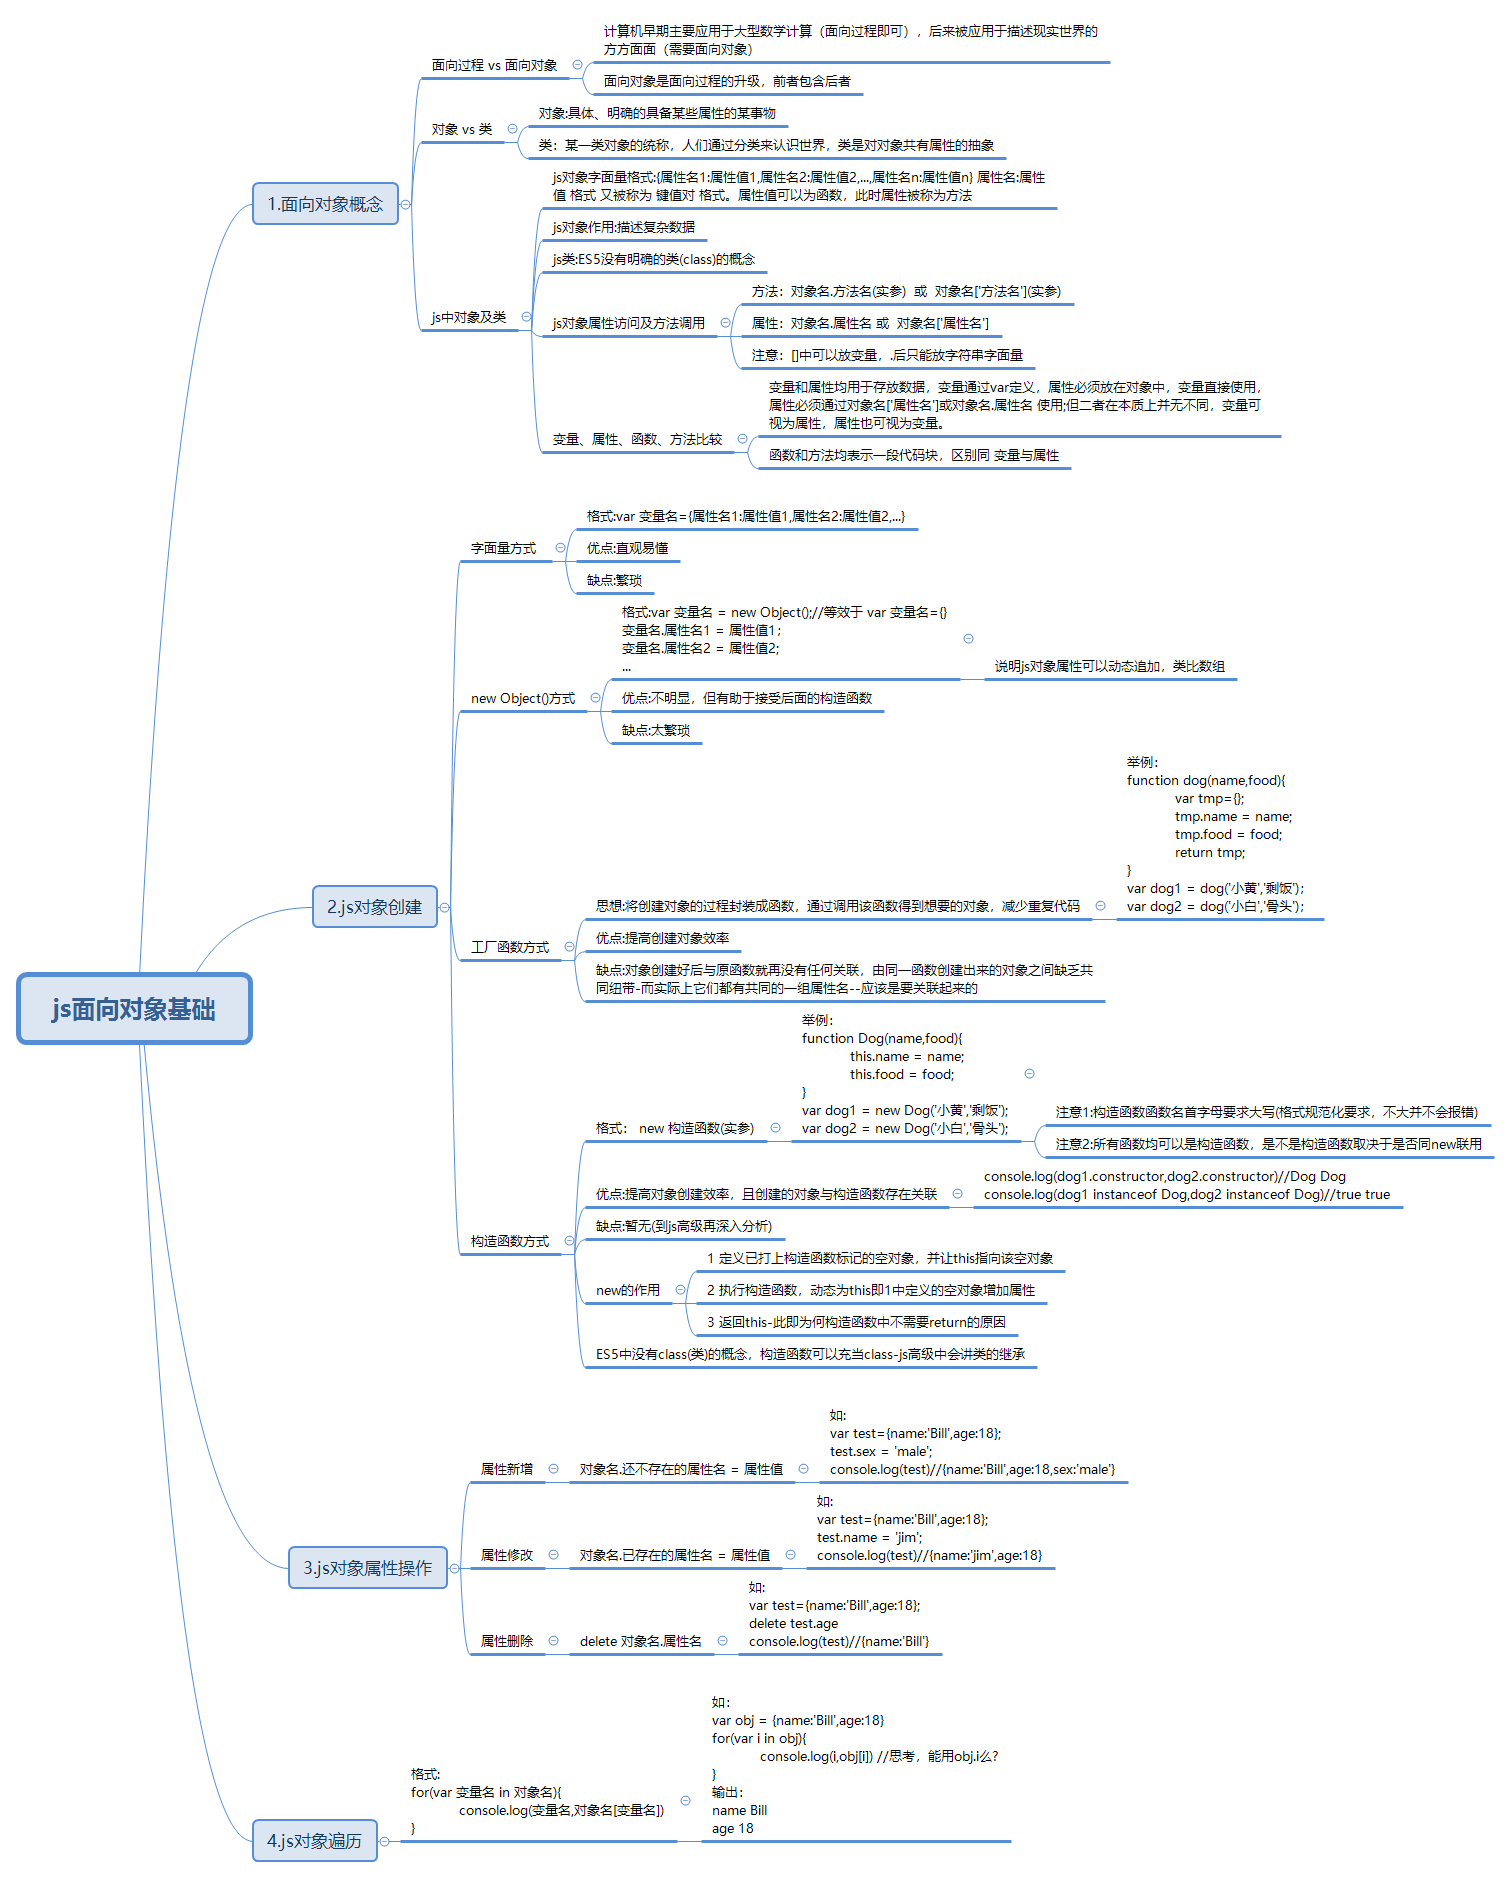 js面向对象基础
1.面向对象概念
面向过程 vs 面向对象
计算机早期主要应用于大型数学计算（面向过程即可），后来被应用于描述现实世界的
方方面面（需要面向对象）
面向对象是面向过程的升级，前者包含后者
对象 vs 类
对象:具体、明确的具备某些属性的某事物
类：某一类对象的统称，人们通过分类来认识世界，类是对对象共有属性的抽象
js中对象及类
js对象字面量格式:{属性名1:属性值1,属性名2:属性值2,...,属性名n:属性值n} 属性名:属性
值 格式 又被称为 键值对 格式。属性值可以为函数，此时属性被称为方法
js对象作用:描述复杂数据
js类:ES5没有明确的类(class)的概念
js对象属性访问及方法调用
方法：对象名.方法名(实参) 或 对象名['方法名'](实参)
属性：对象名.属性名 或 对象名['属性名']
注意：[]中可以放变量，.后只能放字符串字面量
变量、属性、函数、方法比较
变量和属性均用于存放数据，变量通过var定义，属性必须放在对象中，变量直接使用，
属性必须通过对象名['属性名']或对象名.属性名 使用;但二者在本质上并无不同，变量可
视为属性，属性也可视为变量。
函数和方法均表示一段代码块，区别同 变量与属性
2.js对象创建
字面量方式
格式:var 变量名={属性名1:属性值1,属性名2:属性值2,...}
优点:直观易懂
缺点:繁琐
new Object()方式
格式:var 变量名 = new Object();//等效于 var 变量名={}
变量名.属性名1 = 属性值1；
变量名.属性名2 = 属性值2;
...
说明js对象属性可以动态追加，类比数组
优点:不明显，但有助于接受后面的构造函数
缺点:太繁琐
工厂函数方式
思想:将创建对象的过程封装成函数，通过调用该函数得到想要的对象，减少重复代码
举例：
function dog(name,food){
var tmp={};
tmp.name = name;
tmp.food = food;
return tmp;
}
var dog1 = dog('小黄','剩饭')；
var dog2 = dog('小白','骨头')；
优点:提高创建对象效率
缺点:对象创建好后与原函数就再没有任何关联，由同一函数创建出来的对象之间缺乏共
同纽带-而实际上它们都有共同的一组属性名--应该是要关联起来的
构造函数方式
格式： new 构造函数(实参)
举例：
function Dog(name,food){
this.name = name;
this.food = food;
}
var dog1 = new Dog('小黄','剩饭');
var dog2 = new Dog('小白','骨头');
注意1:构造函数函数名首字母要求大写(格式规范化要求，不大并不会报错)
注意2:所有函数均可以是构造函数，是不是构造函数取决于是否同new联用
优点:提高对象创建效率，且创建的对象与构造函数存在关联
console.log(dog1.constructor,dog2.constructor)//Dog Dog
console.log(dog1 instanceof Dog,dog2 instanceof Dog)//true true
缺点:暂无(到js高级再深入分析)
new的作用
1 定义已打上构造函数标记的空对象，并让this指向该空对象
2 执行构造函数，动态为this即1中定义的空对象增加属性
3 返回this-此即为何构造函数中不需要return的原因
ES5中没有class(类)的概念，构造函数可以充当class-js高级中会讲类的继承
3.js对象属性操作
属性新增
对象名.还不存在的属性名 = 属性值
如:
var test={name:'Bill',age:18};
test.sex = 'male';
console.log(test)//{name:'Bill',age:18,sex:'male'}
属性修改
对象名.已存在的属性名 = 属性值
如:
var test={name:'Bill',age:18};
test.name = 'jim';
console.log(test)//{name:'jim',age:18}
属性删除
delete 对象名.属性名
如:
var test={name:'Bill',age:18};
delete test.age
console.log(test)//{name:'Bill'}
4.js对象遍历
格式:
for(var 变量名 in 对象名){
console.log(变量名,对象名[变量名])
}
如：
var obj = {name:'Bill',age:18}
for(var i in obj){
console.log(i,obj[i]) //思考，能用obj.i么?
}
输出：
name Bill
age 18